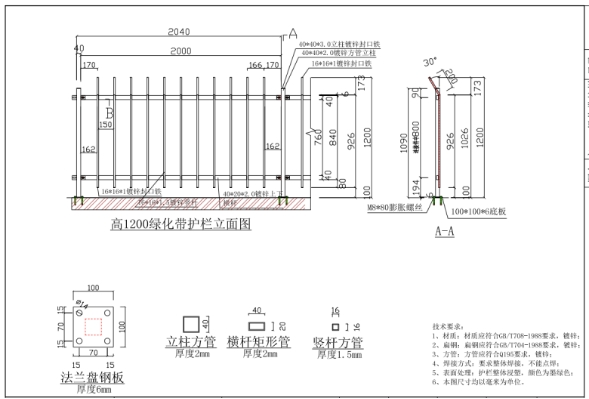 2040
A
40
2000
40*40*3.0立柱镀锌封口铁
40*40*2.0镀锌方管立柱
16*16*1镀锌封口铁
170
166
170
B
150
162
162
40
760
840
40
80
926
173
1200
100
16*16*1镀锌封口铁
40*20*2.0镀锌上下
横杆
高1200绿化带护栏立面图
30°
200
90
1090
800
194
6
926
1026
173
1200
100
M8*80膨胀螺丝
100*100*6底板
A-A
100
ø14
15
70
15
100
15
70
15
法兰盘钢板
厚度6mm
40
立柱方管
厚度2mm
40
20
横杆矩形管
厚度2mm
16
16
竖杆方管
厚度1.5mm
技术要求:
1、材质:材质应符合GB/T708-1988要求,镀锌;
2、扁钢:扁钢应符合GB/T704-1988要求,镀锌;
3、方管:方管应符合Q195要求,镀锌;
4、焊接方式:要求整体焊接,不能点焊;
5、表面处理:护栏整体浸塑,颜色为墨绿色;
6、本图尺寸均以毫米为单位。